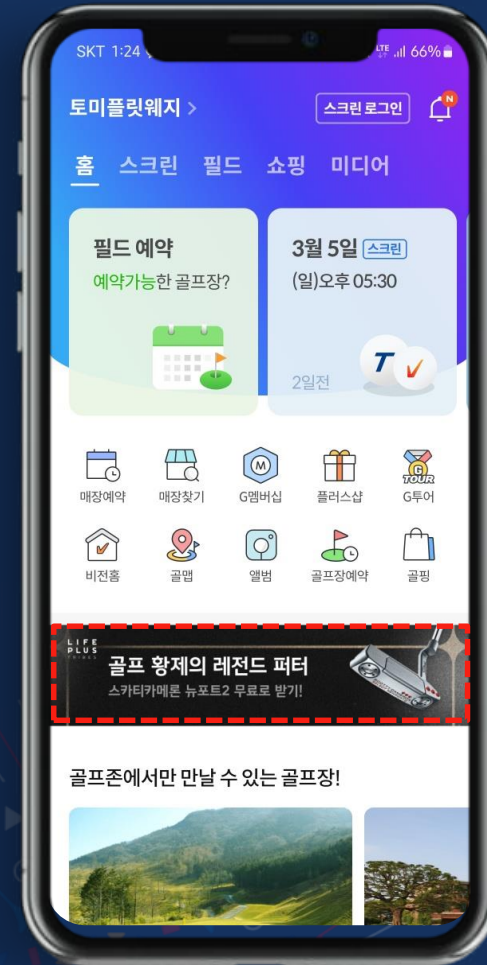 SKT 1:24
LTE
66%
토미플릿웨지 >
스크린 로그인
N
홈 스크린 필드 쇼핑 미디어
필드 예약
예약가능한 골프장?
3월 5일 스크린
(일)오후 05:30
2일전
T
매장예약 매장찾기 G멤버십 플러스샵 G투어
M
G
TOUR
비전홈 골맵 앨범 골프장예약 골핑
LIFE
PLUS
TRIBES
골프 황제의 레전드 퍼터
스카티카메론 뉴포트2 무료로 받기!
골프존에서만 만날 수 있는 골프장!